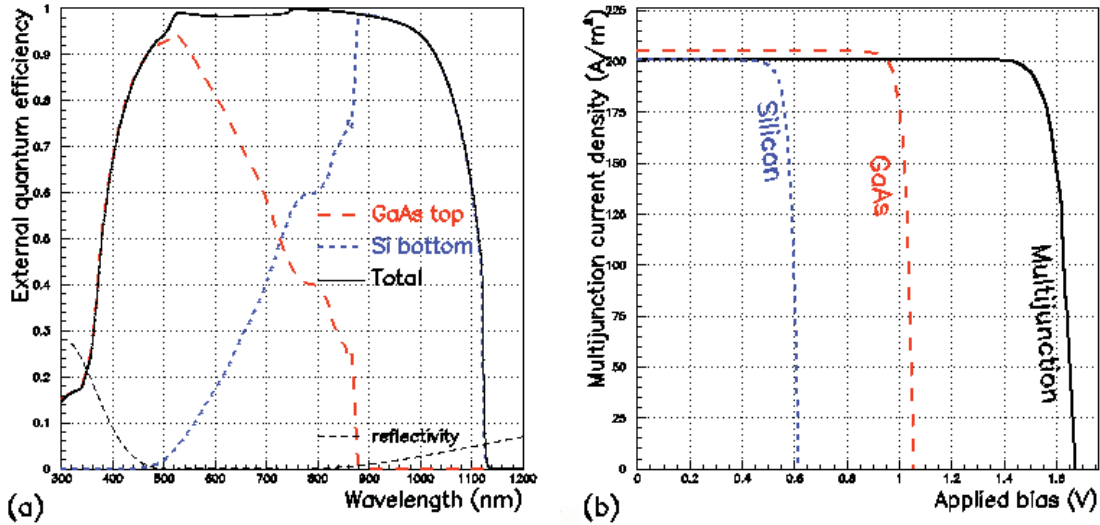 External quantum efficiency
1
0.9
0.8
0.7
0.6
0.5
0.4
0.3
0.2
0.1
0
GaAs top
Si bottom
Total
reflectivity
300 400 500 600 700 800 900 1000 1100 1200
Wavelength (nm)
(a)
Multijunction current density (A/m²)
225
200
175
150
125
100
75
50
25
0
Silicon
GaAs
Multijunction
0 0.2 0.4 0.6 0.8 1 1.2 1.4 1.6
Applied bias (V)
(b)